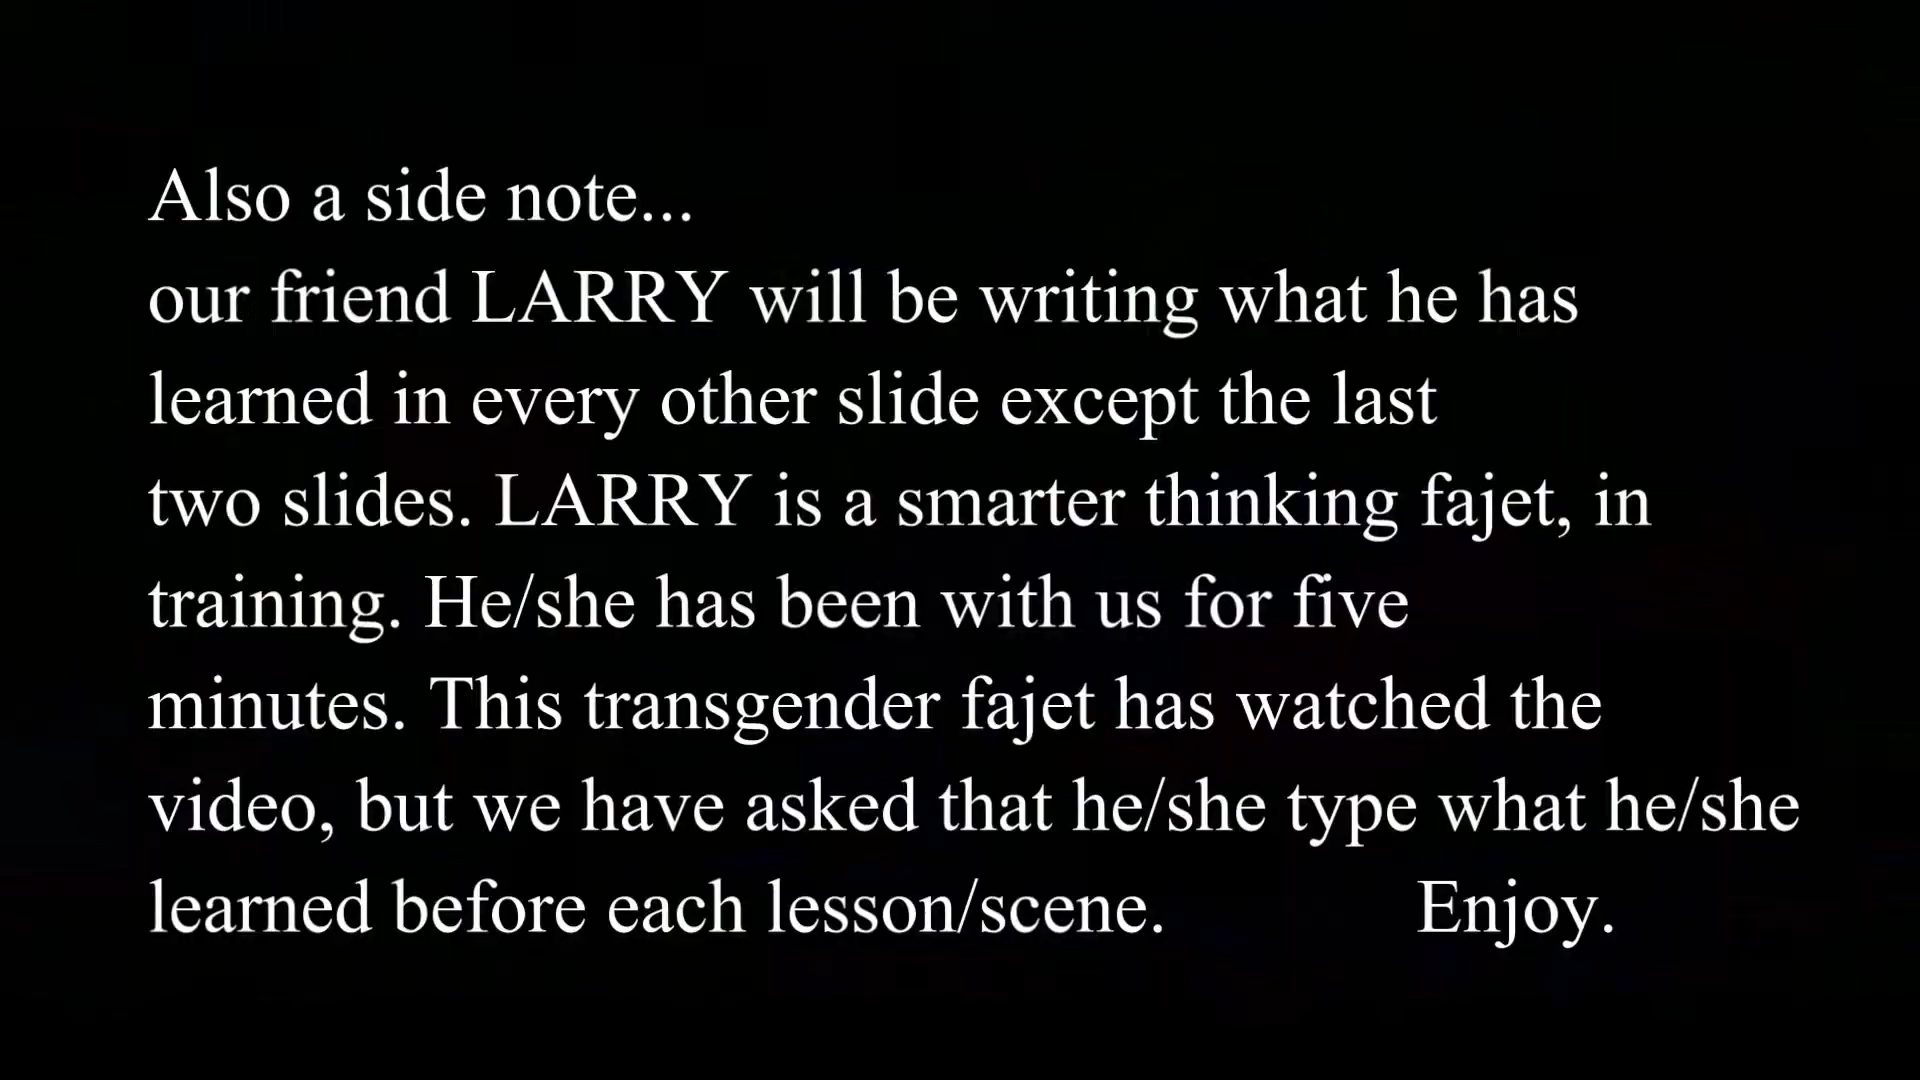 Also a side note...
our friend LARRY will be writing what he has
learned in every other slide except the last
two slides. LARRY is a smarter thinking fajet, in
training. He/she has been with us for five
minutes. This transgender fajet has watched the
video, but we have asked that he/she type what he/she
learned before each lesson/scene. Enjoy.